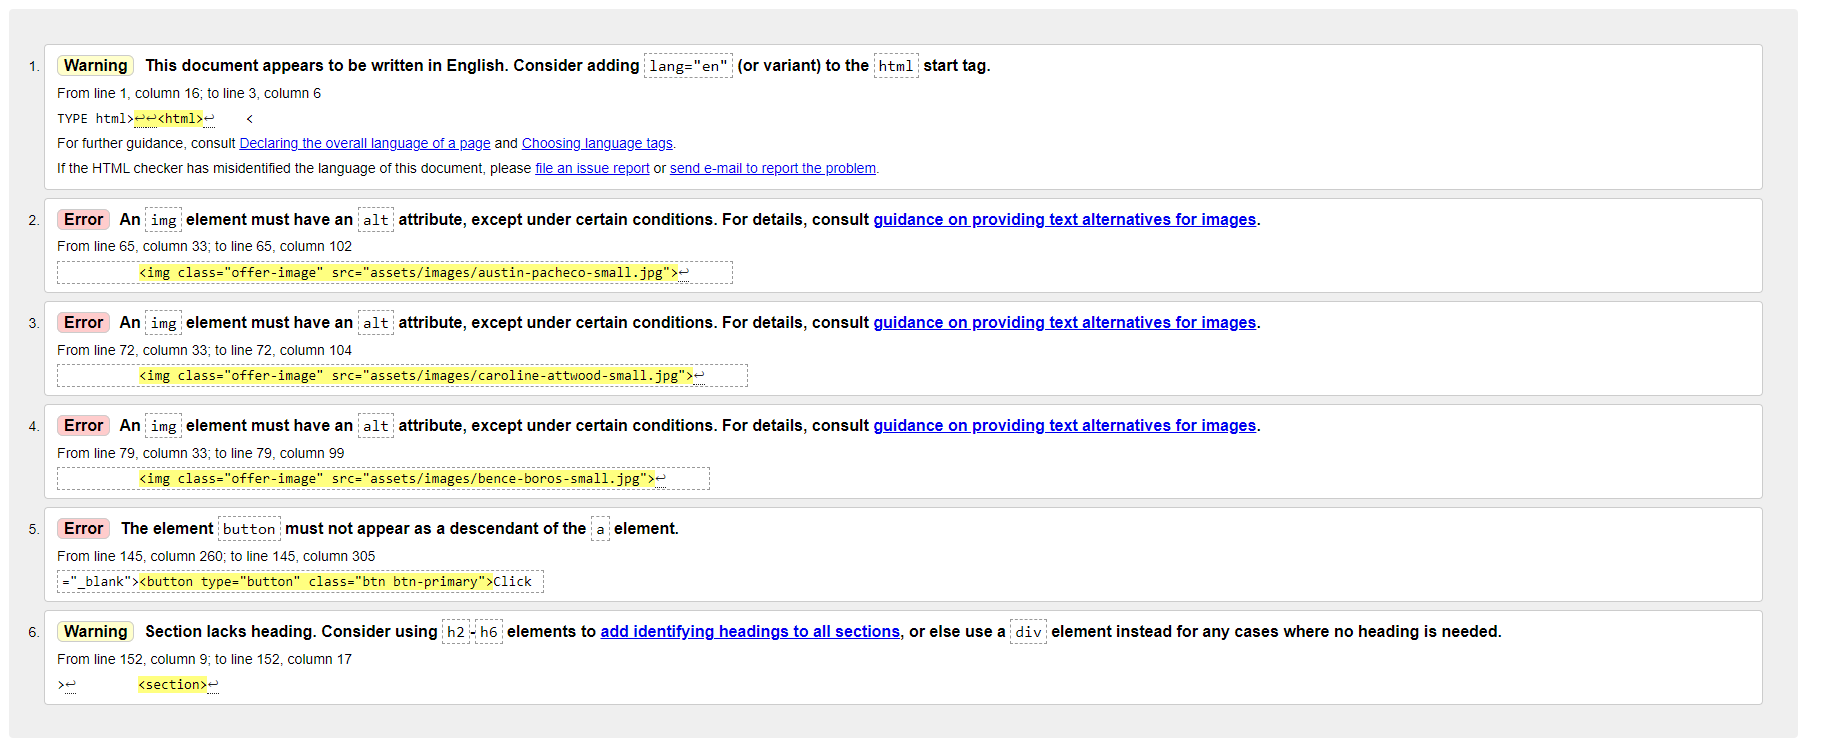 1. Warning This document appears to be written in English. Consider adding lang="en" (or variant) to the html start tag.
From line 1, column 16; to line 3, column 6
TYPE html>↩↩<html>↩    <
For further guidance, consult Declaring the overall language of a page and Choosing language tags.
If the HTML checker has misidentified the language of this document, please file an issue report or send e-mail to report the problem.
2. Error An img element must have an alt attribute, except under certain conditions. For details, consult guidance on providing text alternatives for images.
From line 65, column 33; to line 65, column 102
<img class="offer-image" src="assets/images/austin-pacheco-small.jpg">↩
3. Error An img element must have an alt attribute, except under certain conditions. For details, consult guidance on providing text alternatives for images.
From line 72, column 33; to line 72, column 104
<img class="offer-image" src="assets/images/caroline-attwood-small.jpg">↩
4. Error An img element must have an alt attribute, except under certain conditions. For details, consult guidance on providing text alternatives for images.
From line 79, column 33; to line 79, column 99
<img class="offer-image" src="assets/images/bence-boros-small.jpg">↩
5. Error The element button must not appear as a descendant of the a element.
From line 145, column 260; to line 145, column 305
="_blank"><button type="button" class="btn btn-primary">Click
6. Warning Section lacks heading. Consider using h2-h6 elements to add identifying headings to all sections, or else use a div element instead for any cases where no heading is needed.
From line 152, column 9; to line 152, column 17
>↩        <section>↩